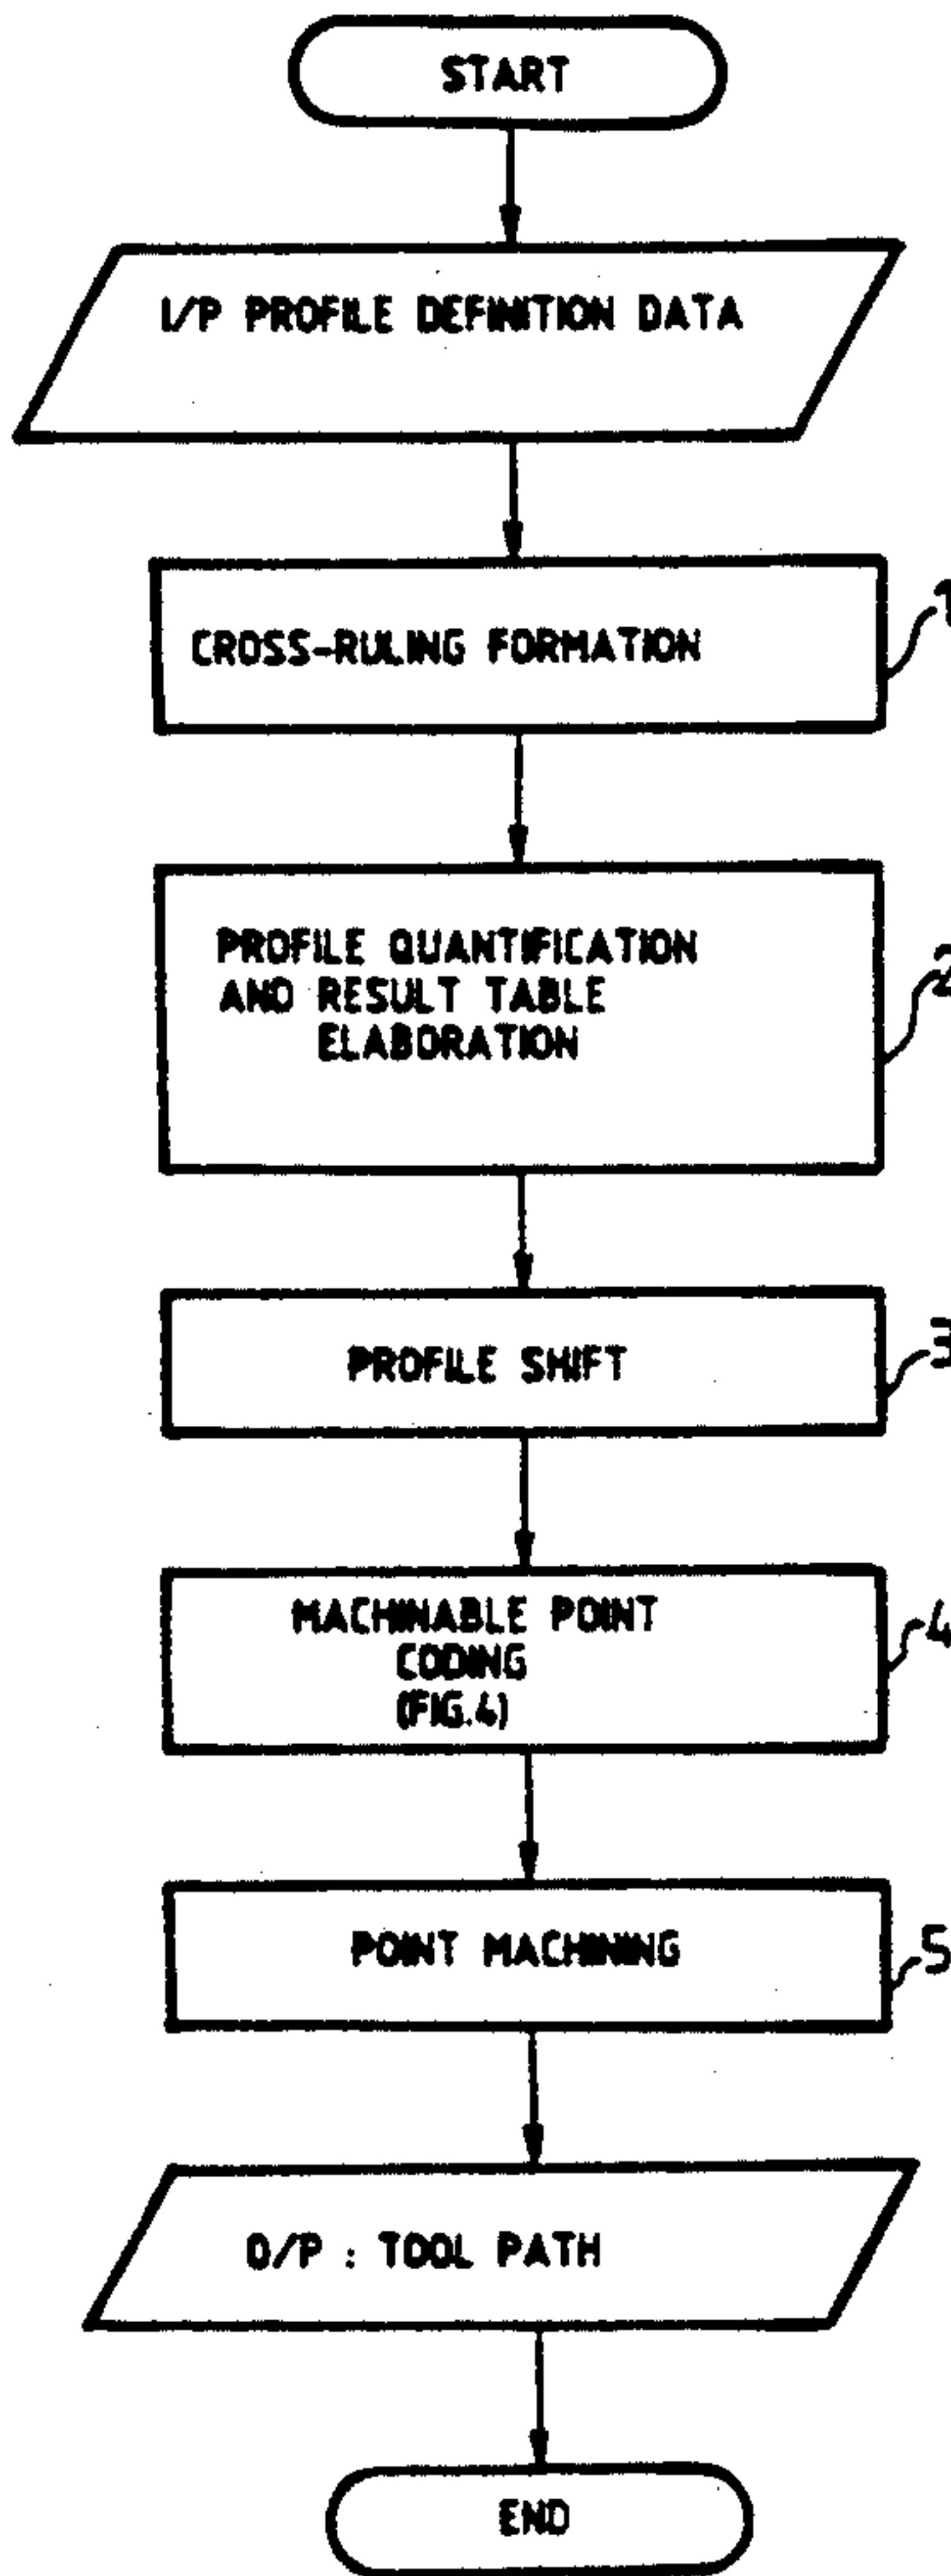 START
I/P PROFILE DEFINITION DATA
CROSS-RULING FORMATION
1
PROFILE QUANTIFICATION
AND RESULT TABLE
ELABORATION
2
PROFILE SHIFT
3
MACHINABLE POINT
CODING
(FIG.4)
4
POINT MACHINING
5
O/P : TOOL PATH
END